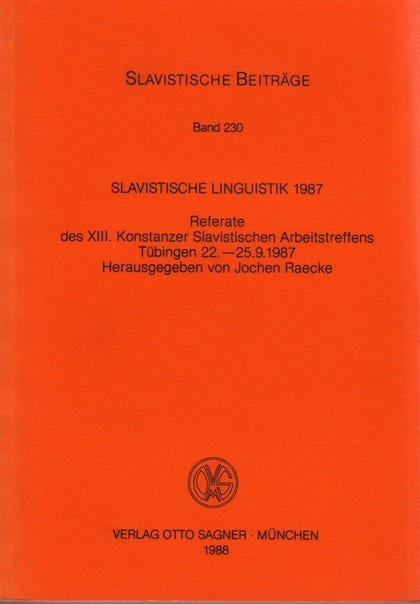 SLAVISTISCHE BEITRÄGE
Band 230
SLAVISTISCHE LINGUISTIK 1987
Referate
des XIII. Konstanzer Slavistischen Arbeitstreffens
Tübingen 22.—25.9.1987
Herausgegeben von Jochen Raecke
VERLAG OTTO SAGNER · MÜNCHEN
1988